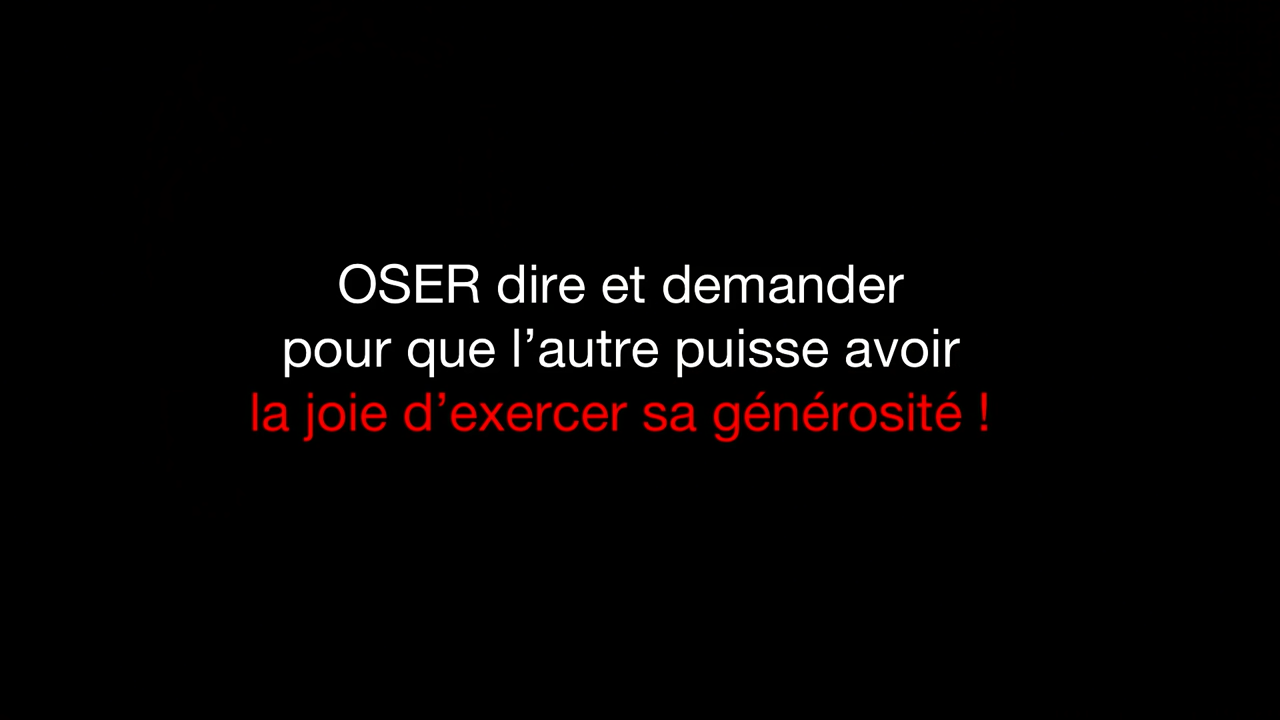 OSER dire et demander
pour que l’autre puisse avoir
la joie d’exercer sa générosité !